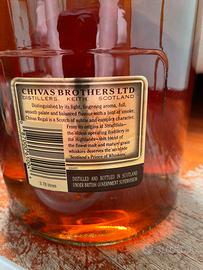 CHIVAS BROTHERS LTD
DISTILLERS, KEITH, SCOTLAND
Distinguished by its light, lingering aroma, full,
smooth palate and balanced flavour with a hint of smoke,
Chivas Regal is a Scotch of subtle and complex character.
From its origins at Strathisla–
the oldest operating distillery in
the Highlands–this blend of
the finest malt and mature grain
whiskies deserves the accolade
Scotland's Prince of Whiskies.
DISTILLED AND BOTTLED IN SCOTLAND
UNDER BRITISH GOVERNMENT SUPERVISION